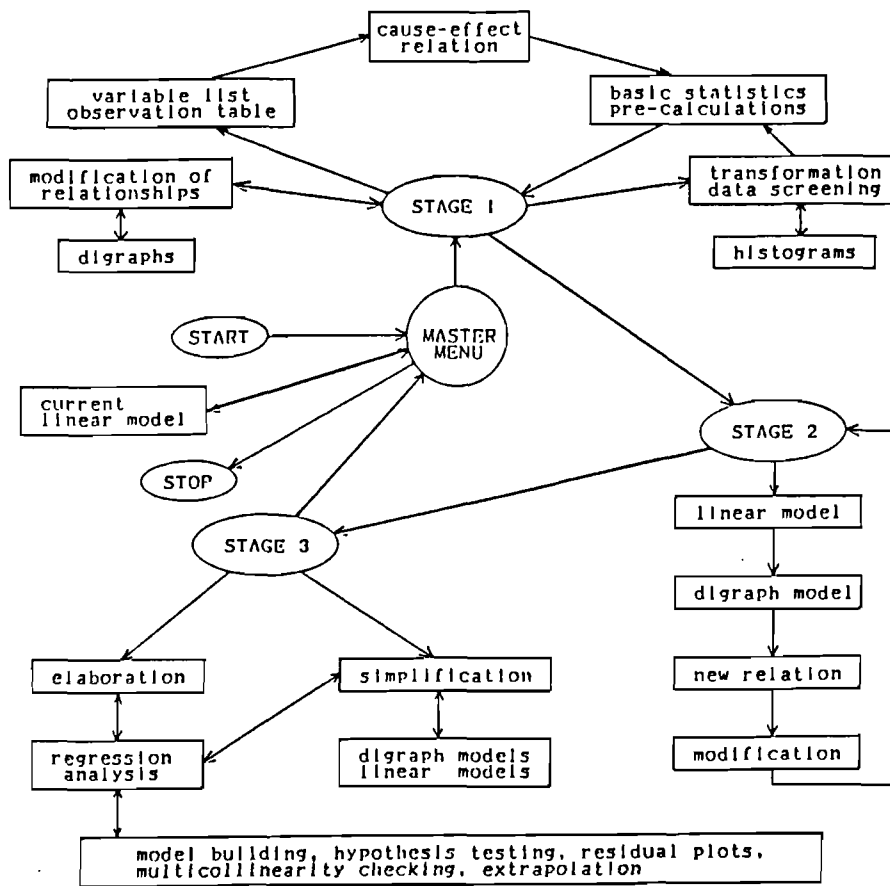 cause-effect
relation
variable list
observation table
basic statistics
pre-calculations
modification of
relationships
STAGE 1
transformation
data screening
digraphs
histograms
START
MASTER
MENU
current
linear model
STAGE 2
STOP
linear model
STAGE 3
digraph model
elaboration
simplification
new relation
regression
analysis
digraph models
linear models
modification
model building, hypothesis testing, residual plots,
multicollinearity checking, extrapolation